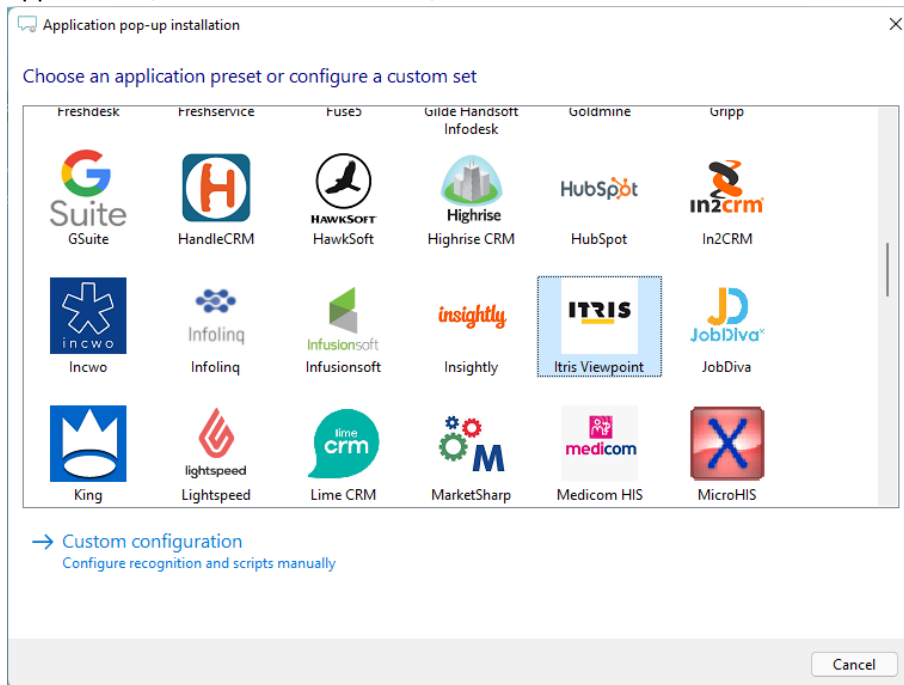 Application pop-up installation
Choose an application preset or configure a custom set
Freshdesk Freshservice Fuse5 Gilde Handsoft Infodesk Goldmine Gripp
G Suite HAWKSOFT Highrise HubSpot In2crm
GSuite HandleCRM HawkSoft Highrise CRM HubSpot In2CRM
incwo Infolinq Infusionsoft insightly ITRIS JD JobDiva
Incwo Infolinq Infusionsoft Insightly Itris Viewpoint JobDiva
lightspeed lime crm M medicom X
King Lightspeed Lime CRM MarketSharp Medicom HIS MicroHIS
→ Custom configuration
Configure recognition and scripts manually
Cancel